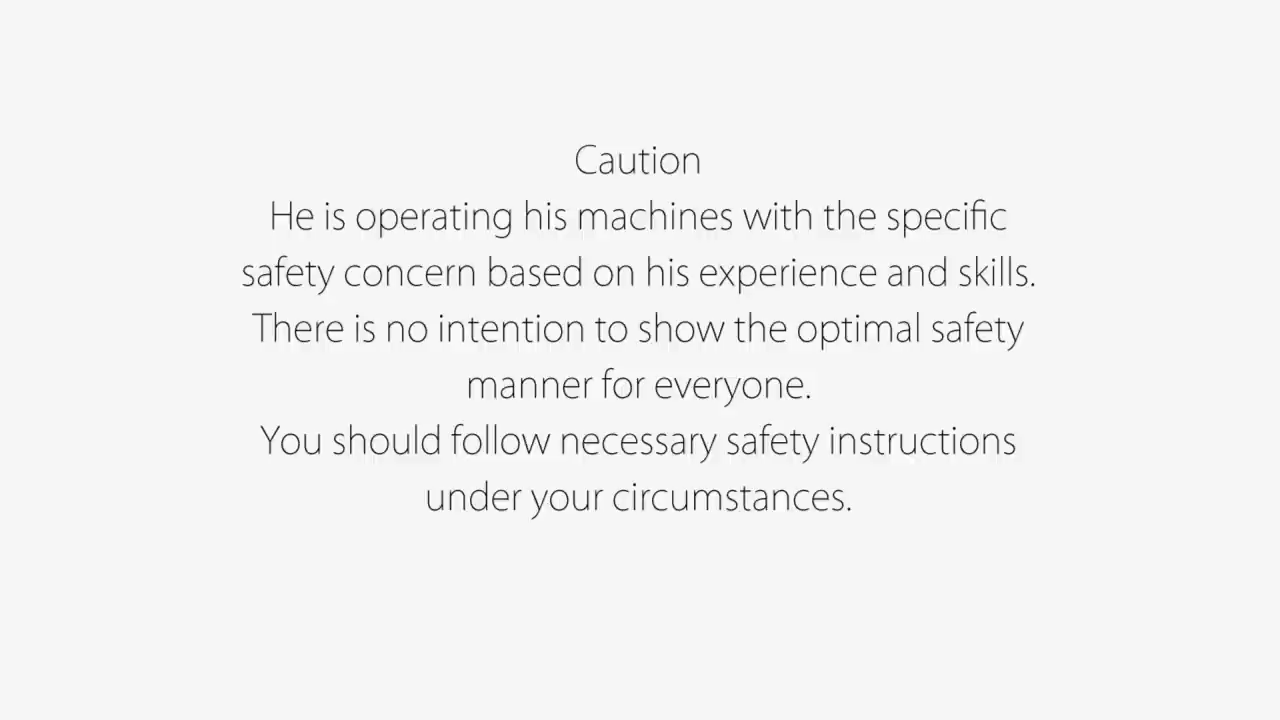 Caution
He is operating his machines with the specific
safety concern based on his experience and skills.
There is no intention to show the optimal safety
manner for everyone.
You should follow necessary safety instructions
under your circumstances.